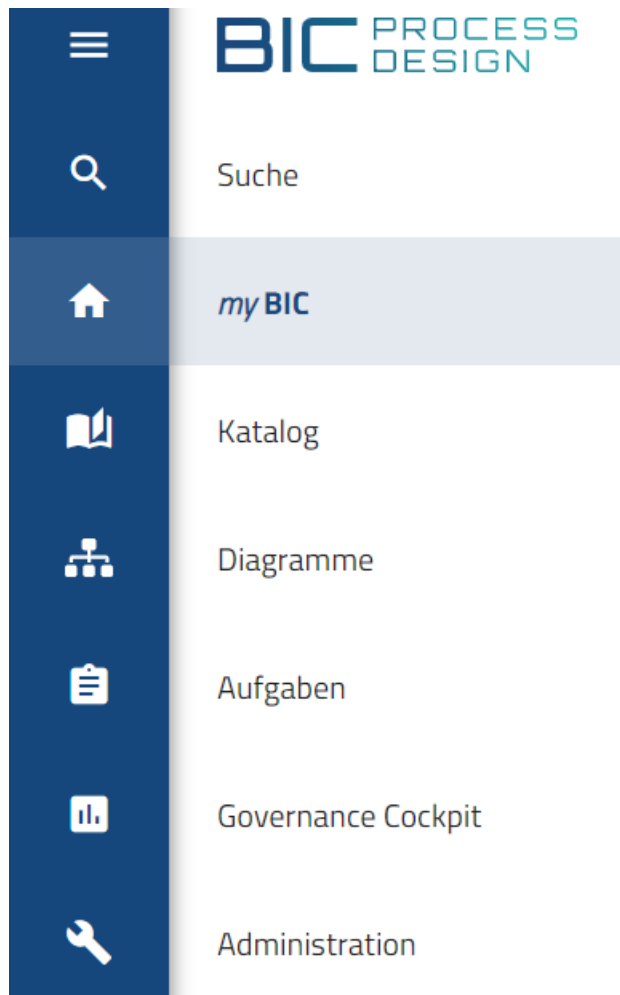 BIC PROCESS
DESIGN
Suche
my BIC
Katalog
Diagramme
Aufgaben
Governance Cockpit
Administration